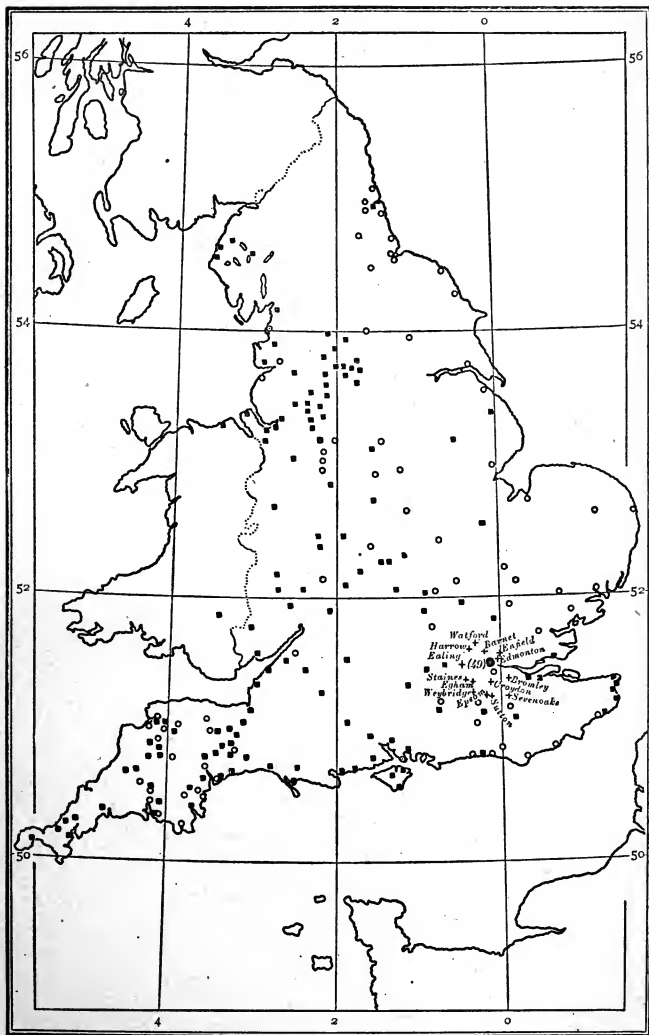 4 2 0
56 56
54 54
52 52
Watford
Harrow Barnet Enfield
Ealing (49) Edmonton
Staines Bromley
Egham Croydon
Weybridge Sevenoaks
Epsom Sutton
50 50
4 2 0